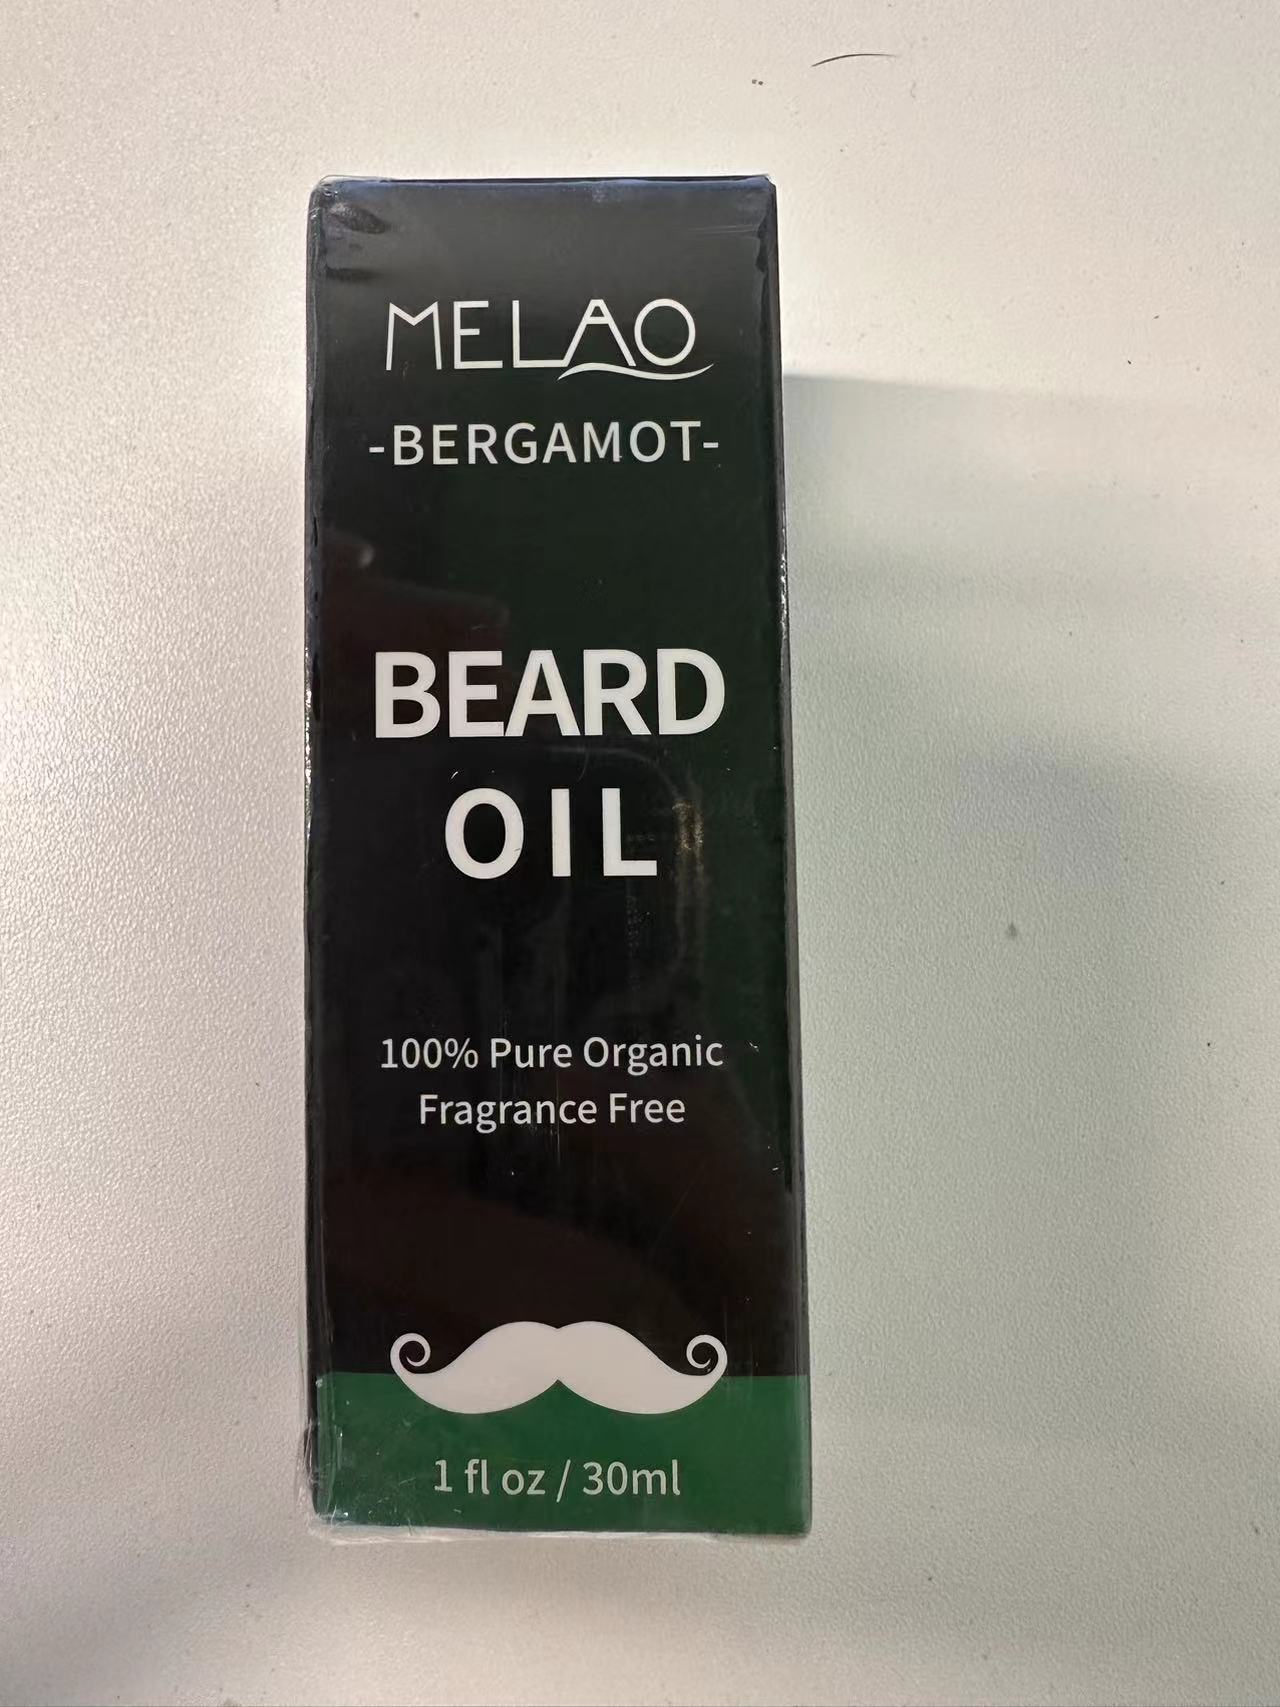 MELAO
-BERGAMOT-
BEARD
OIL
100% Pure Organic
Fragrance Free
1 fl oz / 30ml